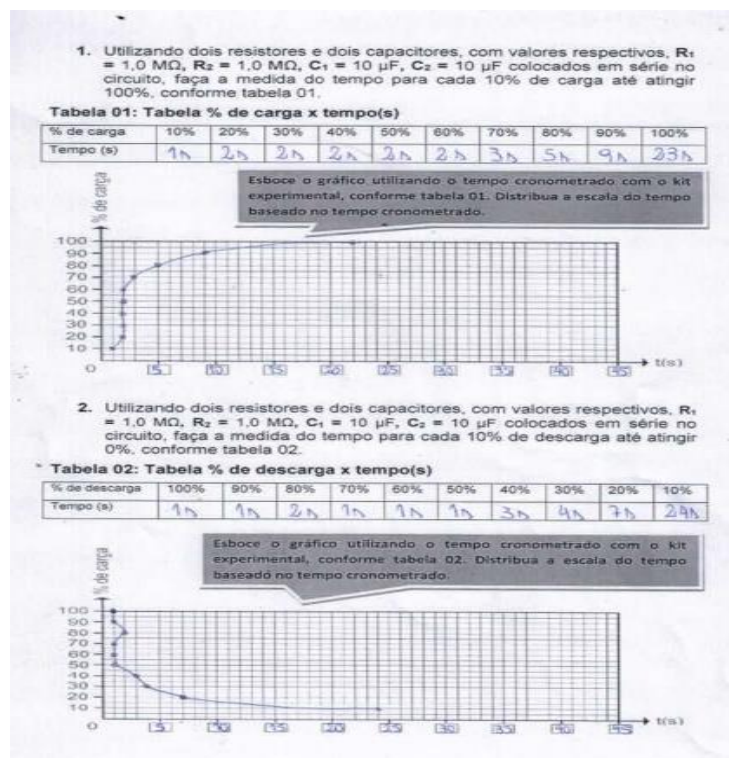 1. Utilizando dois resistores e dois capacitores, com valores respectivos, R₁
= 1,0 MΩ, R₂ = 1,0 MΩ, C₁ = 10 µF, C₂ = 10 µF colocados em série no
circuito, faça a medida do tempo para cada 10% de carga até atingir
100%, conforme tabela 01.
Tabela 01: Tabela % de carga x tempo(s)
% de carga 10% 20% 30% 40% 50% 60% 70% 80% 90% 100%
Tempo (s) 1s 2s 2s 2s 2s 2s 3s 5s 9s 23s
% de carga
Esboce o gráfico utilizando o tempo cronometrado com o kit
experimental, conforme tabela 01. Distribua a escala do tempo
baseado no tempo cronometrado.
100
90
80
70
60
50
40
30
20
10
0 5 10 15 20 25 30 35 40 45 t(s)
2. Utilizando dois resistores e dois capacitores, com valores respectivos, R₁
= 1,0 MΩ, R₂ = 1,0 MΩ, C₁ = 10 µF, C₂ = 10 µF colocados em série no
circuito, faça a medida do tempo para cada 10% de descarga até atingir
0%, conforme tabela 02.
Tabela 02: Tabela % de descarga x tempo(s)
% de descarga 100% 90% 80% 70% 60% 50% 40% 30% 20% 10%
Tempo (s) 1s 1s 2s 1s 1s 1s 3s 4s 7s 24s
% de carga
Esboce o gráfico utilizando o tempo cronometrado com o kit
experimental, conforme tabela 02. Distribua a escala do tempo
baseado no tempo cronometrado.
100
90
80
70
60
50
40
30
20
10
0 5 10 15 20 25 30 35 40 45 t(s)